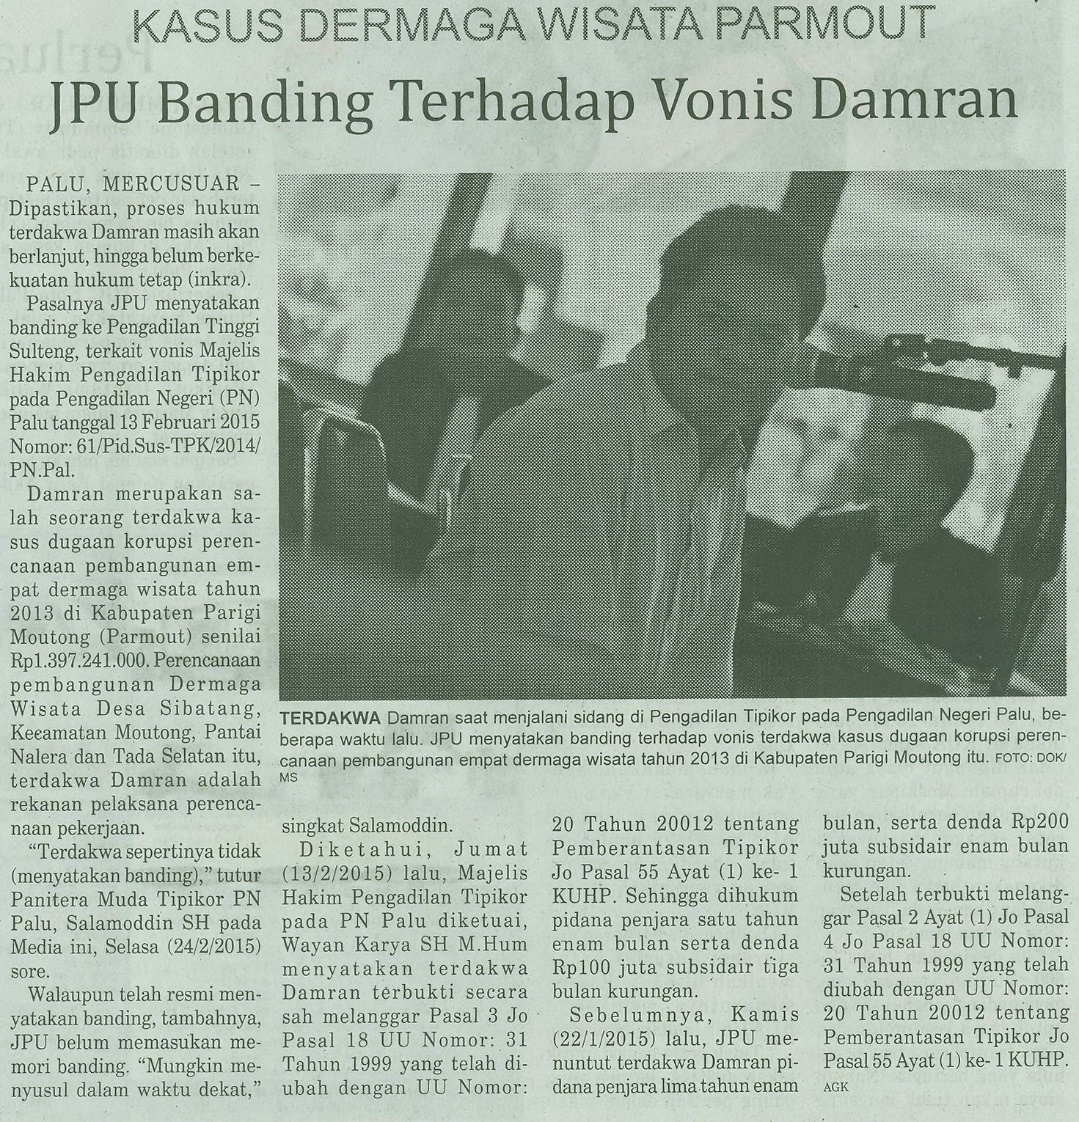 KASUS DERMAGA WISATA PARMOUT
JPU Banding Terhadap Vonis Damran
PALU, MERCUSUAR –
Dipastikan, proses hukum
terdakwa Damran masih akan
berlanjut, hingga belum berke-
kuatan hukum tetap (inkra).
Pasalnya JPU menyatakan
banding ke Pengadilan Tinggi
Sulteng, terkait vonis Majelis
Hakim Pengadilan Tipikor
pada Pengadilan Negeri (PN)
Palu tanggal 13 Februari 2015
Nomor: 61/Pid.Sus-TPK/2014/
PN.Pal.
Damran merupakan sa-
lah seorang terdakwa ka-
sus dugaan korupsi peren-
canaan pembangunan em-
pat dermaga wisata tahun
2013 di Kabupaten Parigi
Moutong (Parmout) senilai
Rp1.397.241.000. Perencanaan
pembangunan Dermaga
Wisata Desa Sibatang,
Keeamatan Moutong, Pantai
Nalera dan Tada Selatan itu,
terdakwa Damran adalah
rekanan pelaksana perenca-
naan pekerjaan.
“Terdakwa sepertinya tidak
(menyatakan banding),” tutur
Panitera Muda Tipikor PN
Palu, Salamoddin SH pada
Media ini, Selasa (24/2/2015)
sore.
Walaupun telah resmi men-
yatakan banding, tambahnya,
JPU belum memasukan me-
mori banding. “Mungkin me-
nyusul dalam waktu dekat,”
TERDAKWA Damran saat menjalani sidang di Pengadilan Tipikor pada Pengadilan Negeri Palu, be-
berapa waktu lalu. JPU menyatakan banding terhadap vonis terdakwa kasus dugaan korupsi peren-
canaan pembangunan empat dermaga wisata tahun 2013 di Kabupaten Parigi Moutong itu. FOTO: DOK/
MS
singkat Salamoddin.
Diketahui, Jumat
(13/2/2015) lalu, Majelis
Hakim Pengadilan Tipikor
pada PN Palu diketuai,
Wayan Karya SH M.Hum
menyatakan terdakwa
Damran terbukti secara
sah melanggar Pasal 3 Jo
Pasal 18 UU Nomor: 31
Tahun 1999 yang telah di-
ubah dengan UU Nomor:
20 Tahun 20012 tentang
Pemberantasan Tipikor
Jo Pasal 55 Ayat (1) ke- 1
KUHP. Sehingga dihukum
pidana penjara satu tahun
enam bulan serta denda
Rp100 juta subsidair tiga
bulan kurungan.
Sebelumnya, Kamis
(22/1/2015) lalu, JPU me-
nuntut terdakwa Damran pi-
dana penjara lima tahun enam
bulan, serta denda Rp200
juta subsidair enam bulan
kurungan.
Setelah terbukti melang-
gar Pasal 2 Ayat (1) Jo Pasal
4 Jo Pasal 18 UU Nomor:
31 Tahun 1999 yang telah
diubah dengan UU Nomor:
20 Tahun 20012 tentang
Pemberantasan Tipikor Jo
Pasal 55 Ayat (1) ke- 1 KUHP.
AGK